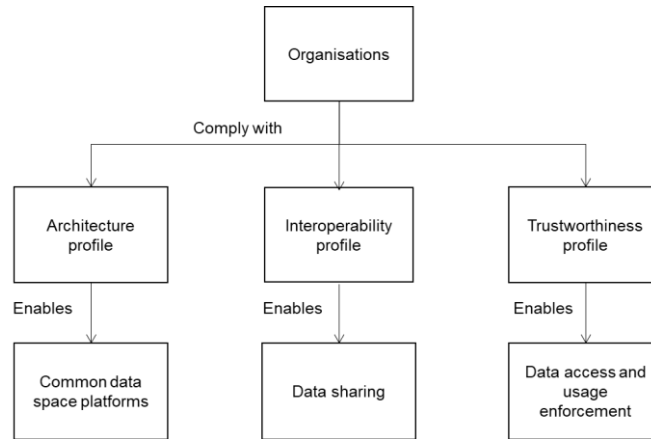 Organisations
Comply with
Architecture
profile
Interoperability
profile
Trustworthiness
profile
Enables
Enables
Enables
Common data
space platforms
Data sharing
Data access and
usage
enforcement